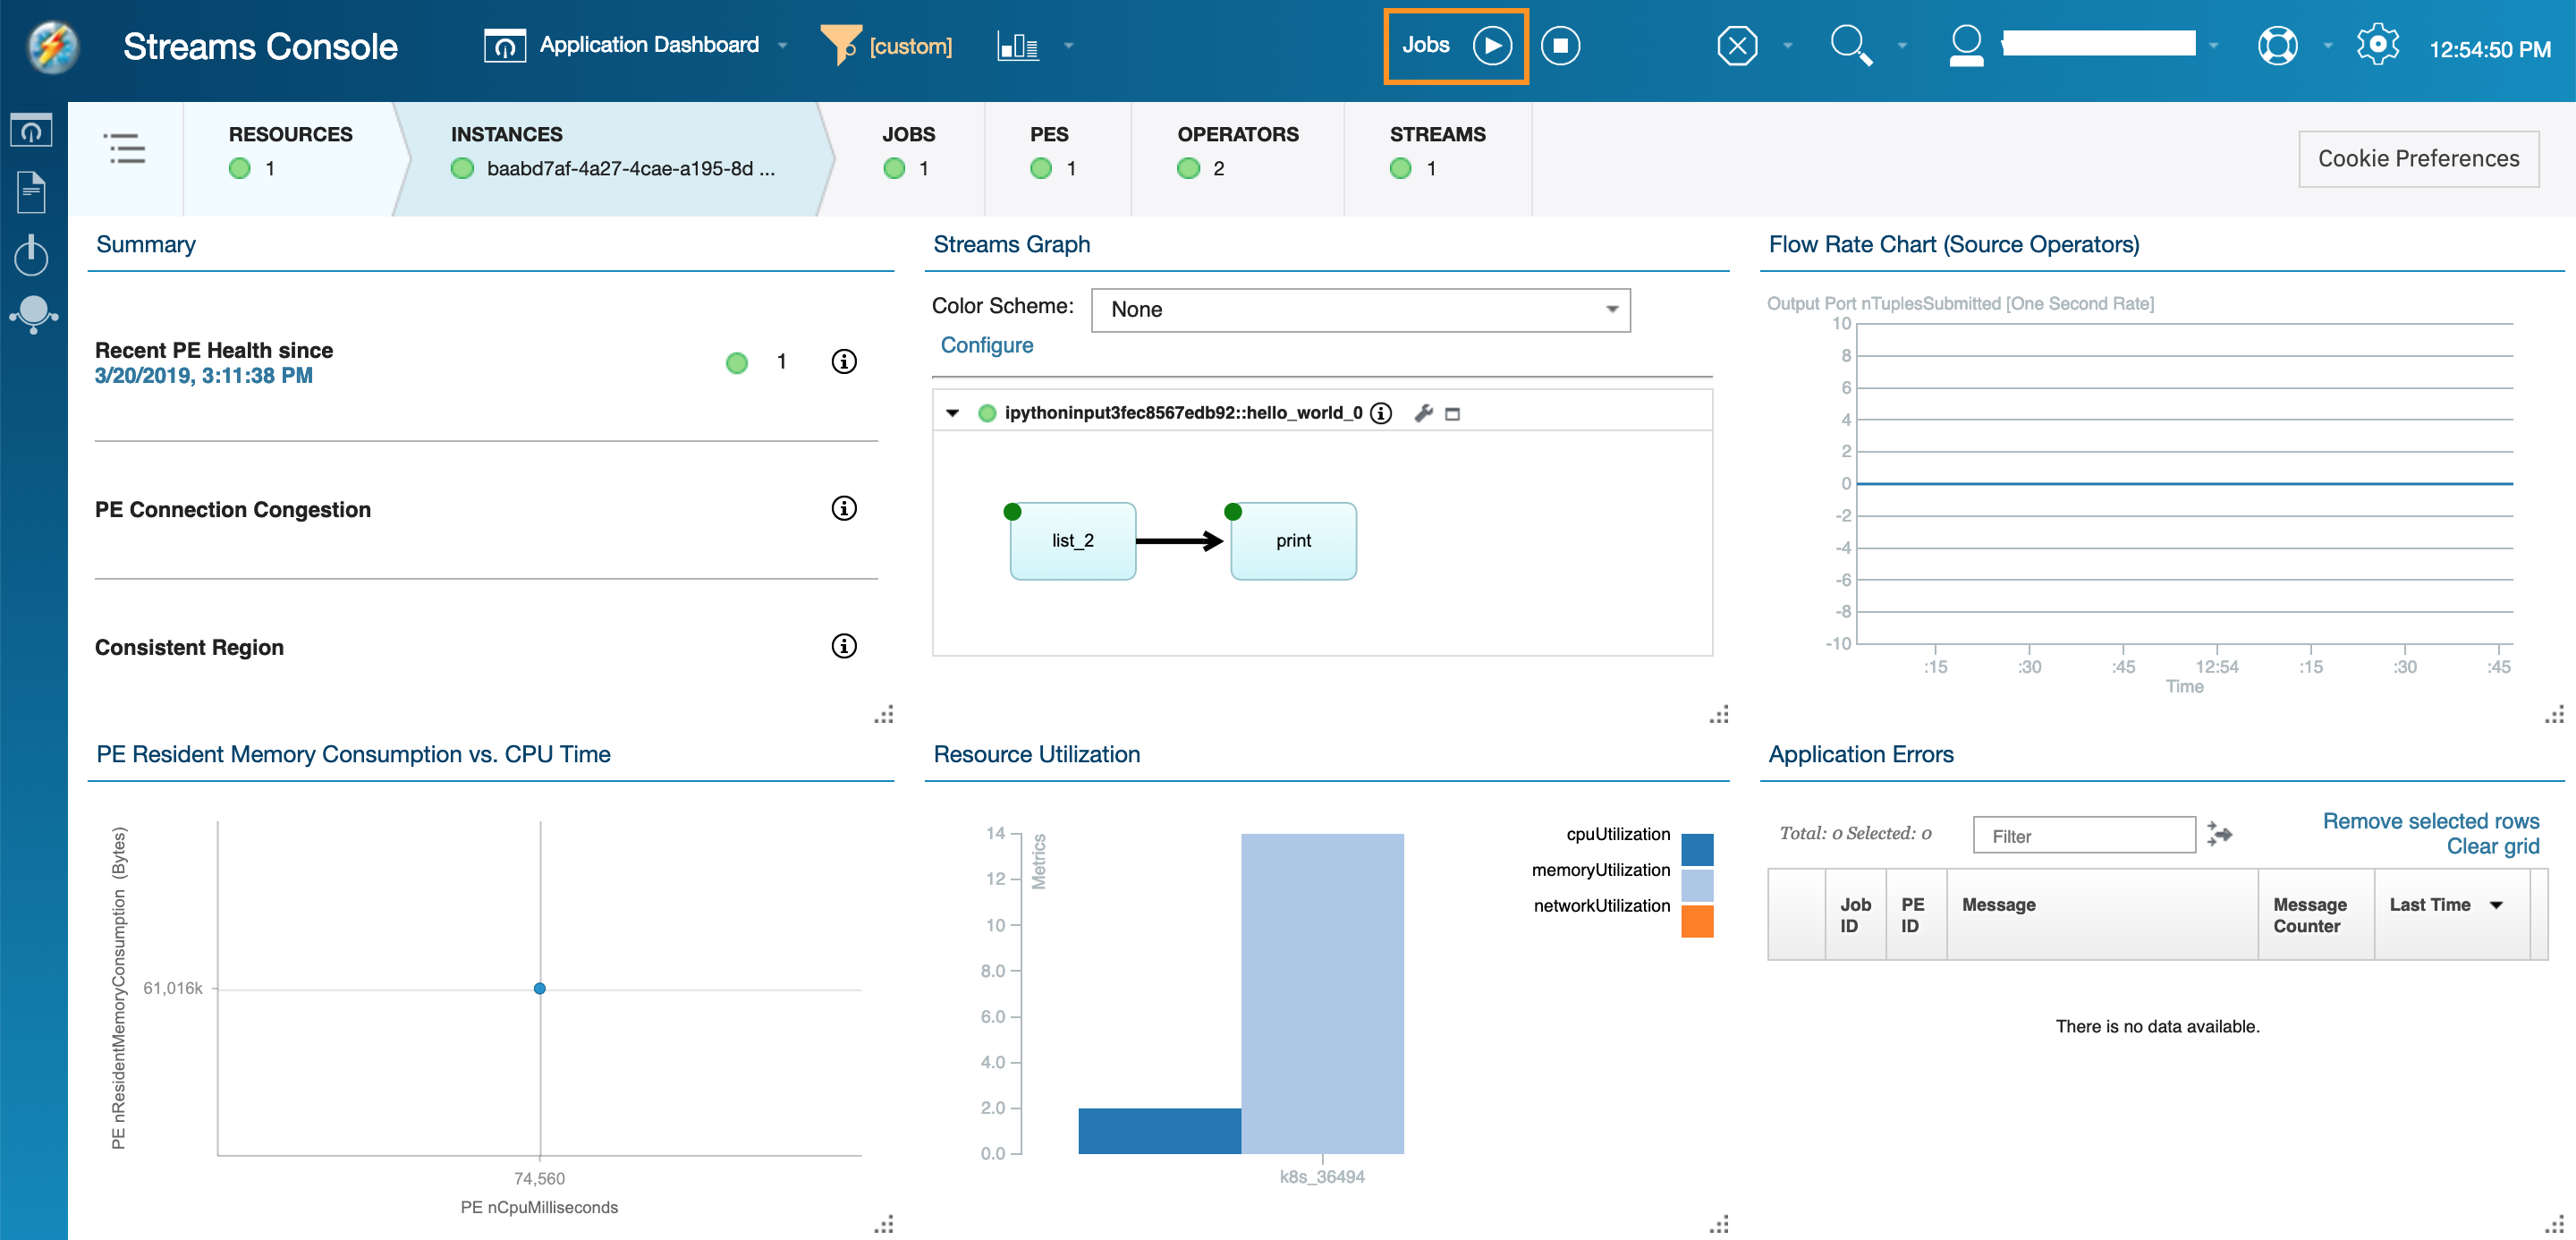 Streams Console
Application Dashboard
[custom]
Jobs
12:54:50 PM
RESOURCES
1
INSTANCES
baabd7af-4a27-4cae-a195-8d ...
JOBS
1
PES
1
OPERATORS
2
STREAMS
1
Cookie Preferences
Summary
Recent PE Health since
3/20/2019, 3:11:38 PM
1
PE Connection Congestion
Consistent Region
Streams Graph
Color Scheme:
None
Configure
ipythoninput3fec8567edb92::hello_world_0
list_2
print
Flow Rate Chart (Source Operators)
Output Port nTuplesSubmitted [One Second Rate]
10
8
6
4
2
0
-2
-4
-6
-8
-10
:15
:30
:45
12:54
:15
:30
:45
Time
PE Resident Memory Consumption vs. CPU Time
PE nResidentMemoryConsumption (Bytes)
61,016k
74,560
PE nCpuMilliseconds
Resource Utilization
14
12
10
8.0
6.0
4.0
2.0
0.0
Metrics
k8s_36494
cpuUtilization
memoryUtilization
networkUtilization
Application Errors
Total: 0 Selected: 0
Filter
Remove selected rows
Clear grid
Job
ID
PE
ID
Message
Message
Counter
Last Time
There is no data available.